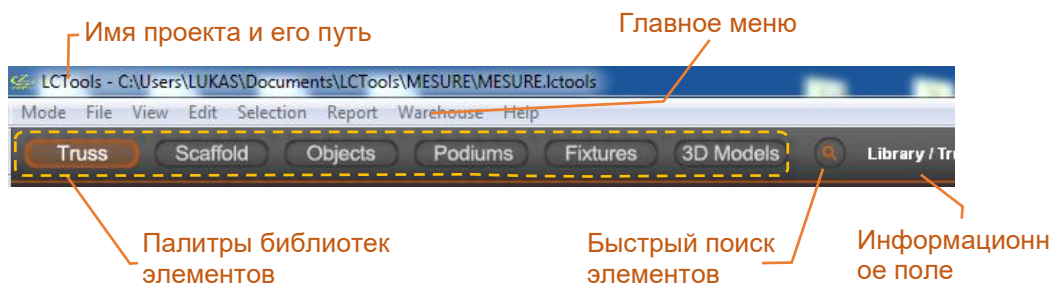 Главное меню
Имя проекта и его путь
LCTools - C:\Users\LUKAS\Documents\LCTools\MESURE\MESURE.lctools
Mode File View Edit Selection Report Warehouse Help
Truss Scaffold Objects Podiums Fixtures 3D Models Library /
Палитры библиотек
элементов
Быстрый поиск
элементов
Информационн
ое поле